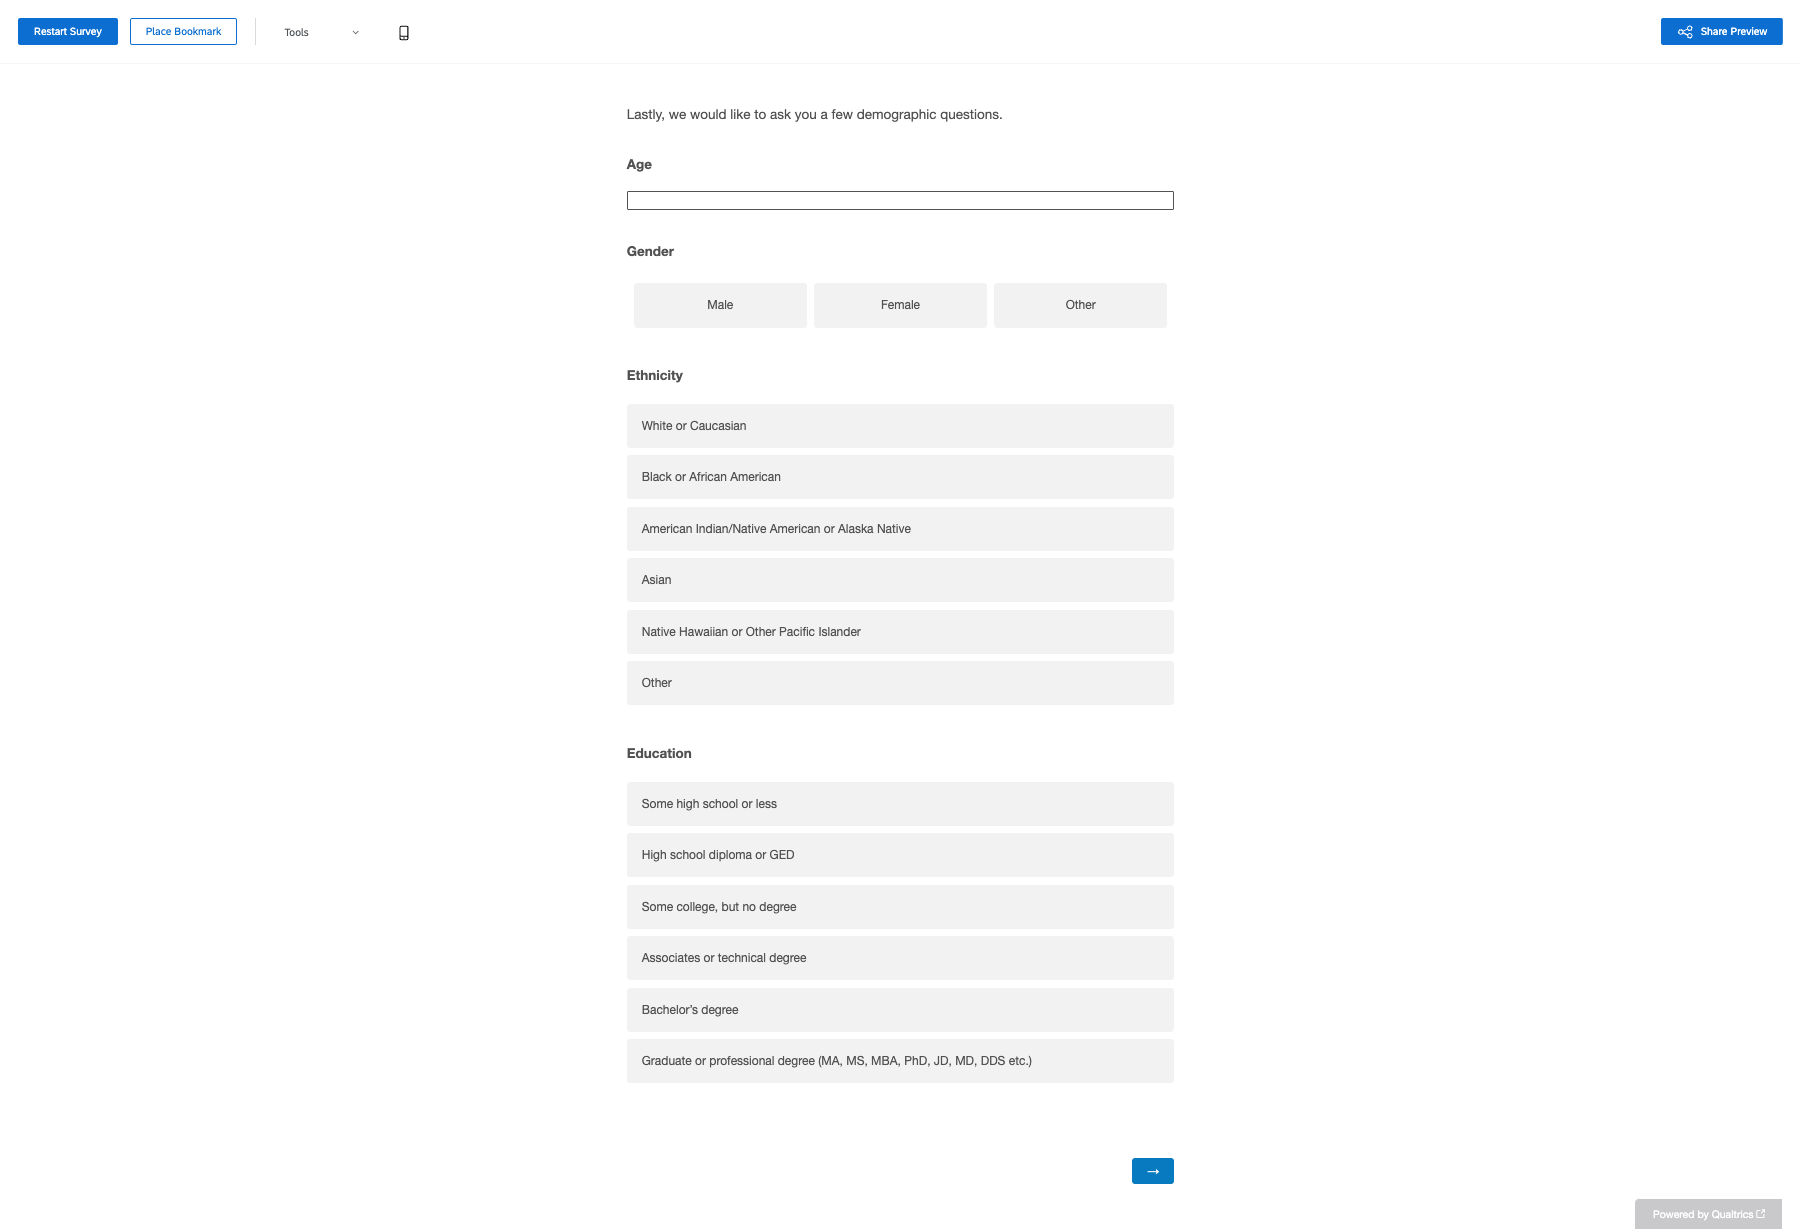 Restart Survey
Place Bookmark
Tools
Share Preview
Lastly, we would like to ask you a few demographic questions.
Age
Gender
Male
Female
Other
Ethnicity
White or Caucasian
Black or African American
American Indian/Native American or Alaska Native
Asian
Native Hawaiian or Other Pacific Islander
Other
Education
Some high school or less
High school diploma or GED
Some college, but no degree
Associates or technical degree
Bachelor's degree
Graduate or professional degree (MA, MS, MBA, PhD, JD, MD, DDS etc.)
Powered by Qualtrics